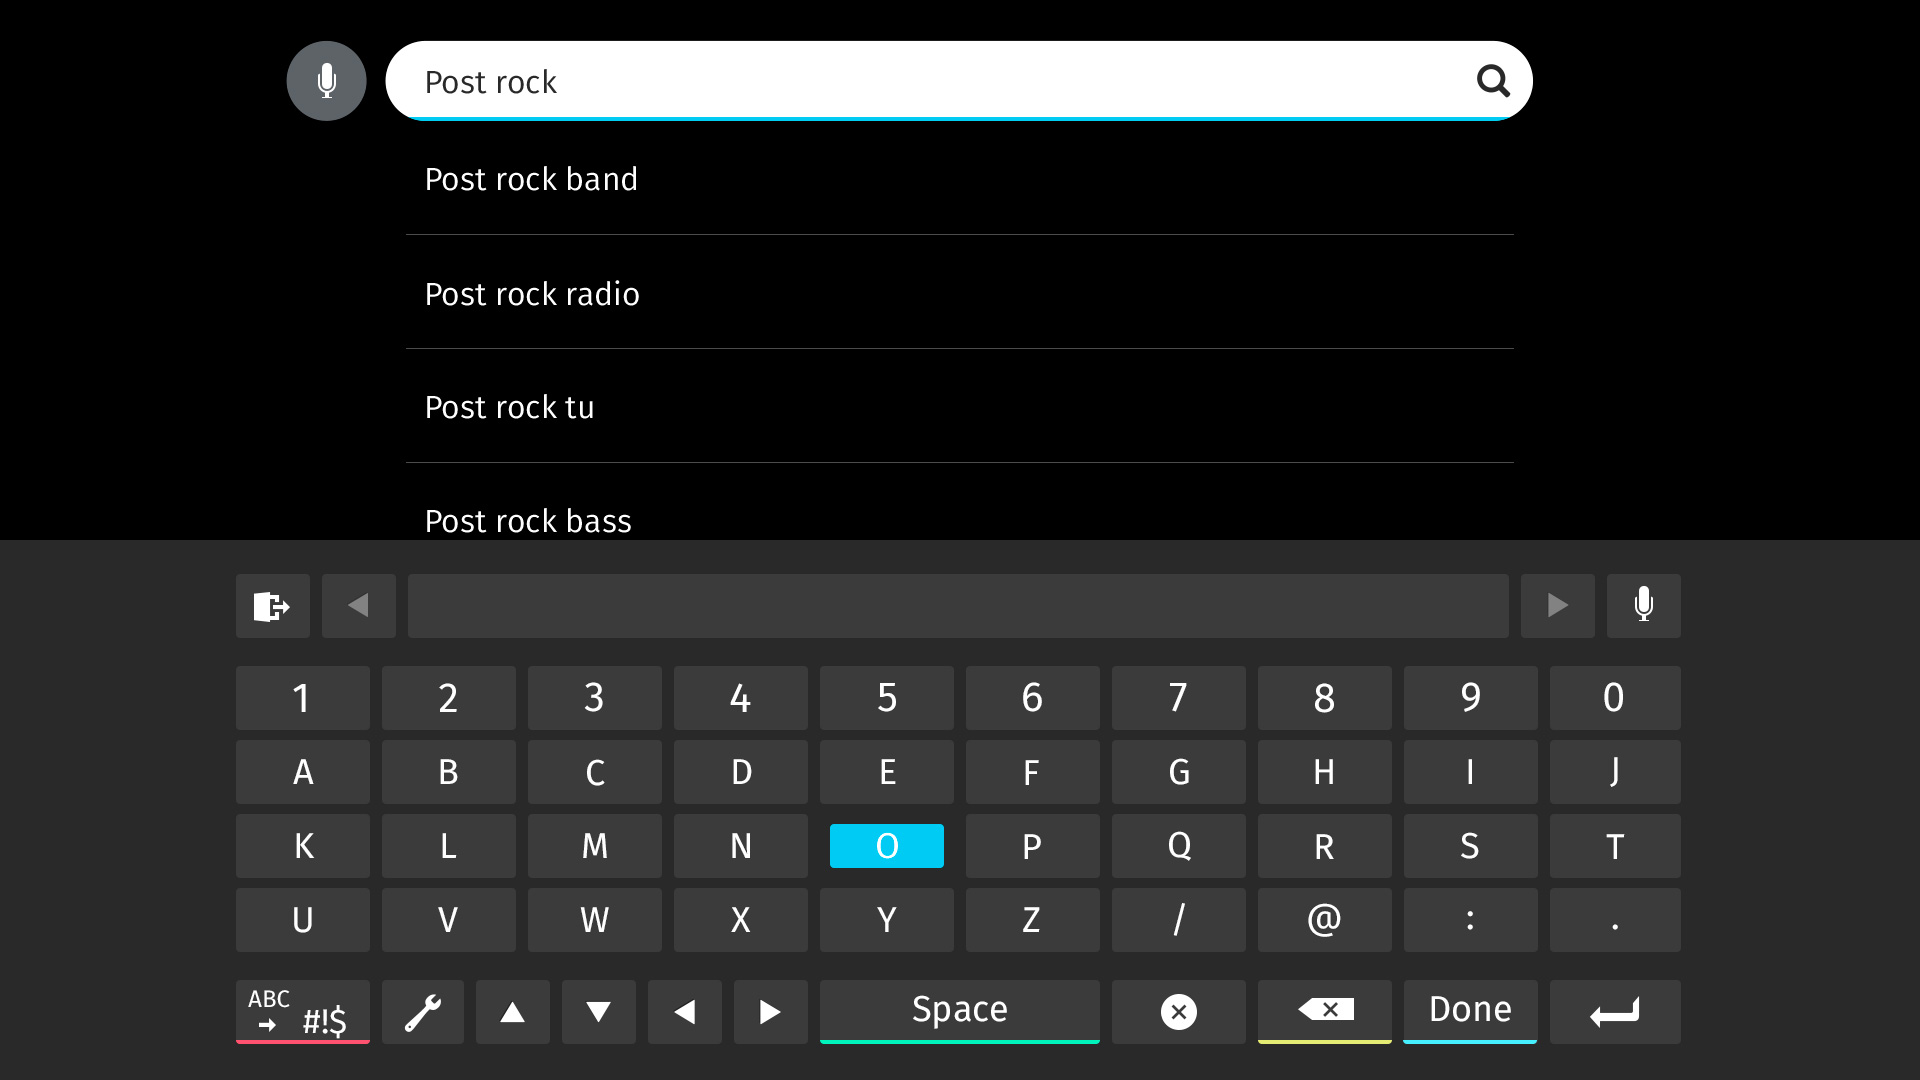 Post rock
Post rock band
Post rock radio
Post rock tu
Post rock bass
1 2 3 4 5 6 7 8 9 0
A B C D E F G H I J
K L M N O P Q R S T
U V W X Y Z / @ : .
ABC #!$ Space Done